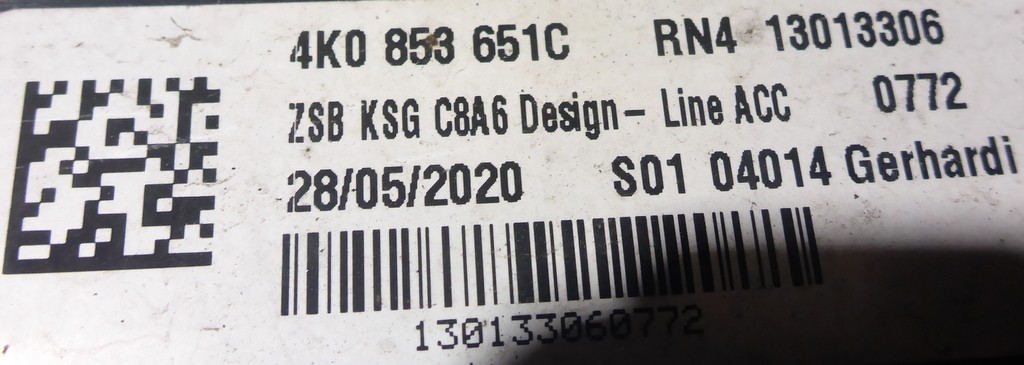 4K0 853 651C RN4 13013306
ZSB KSG C8A6 Design- Line ACC 0772
28/05/2020 S01 04014 Gerhardi
130133060772